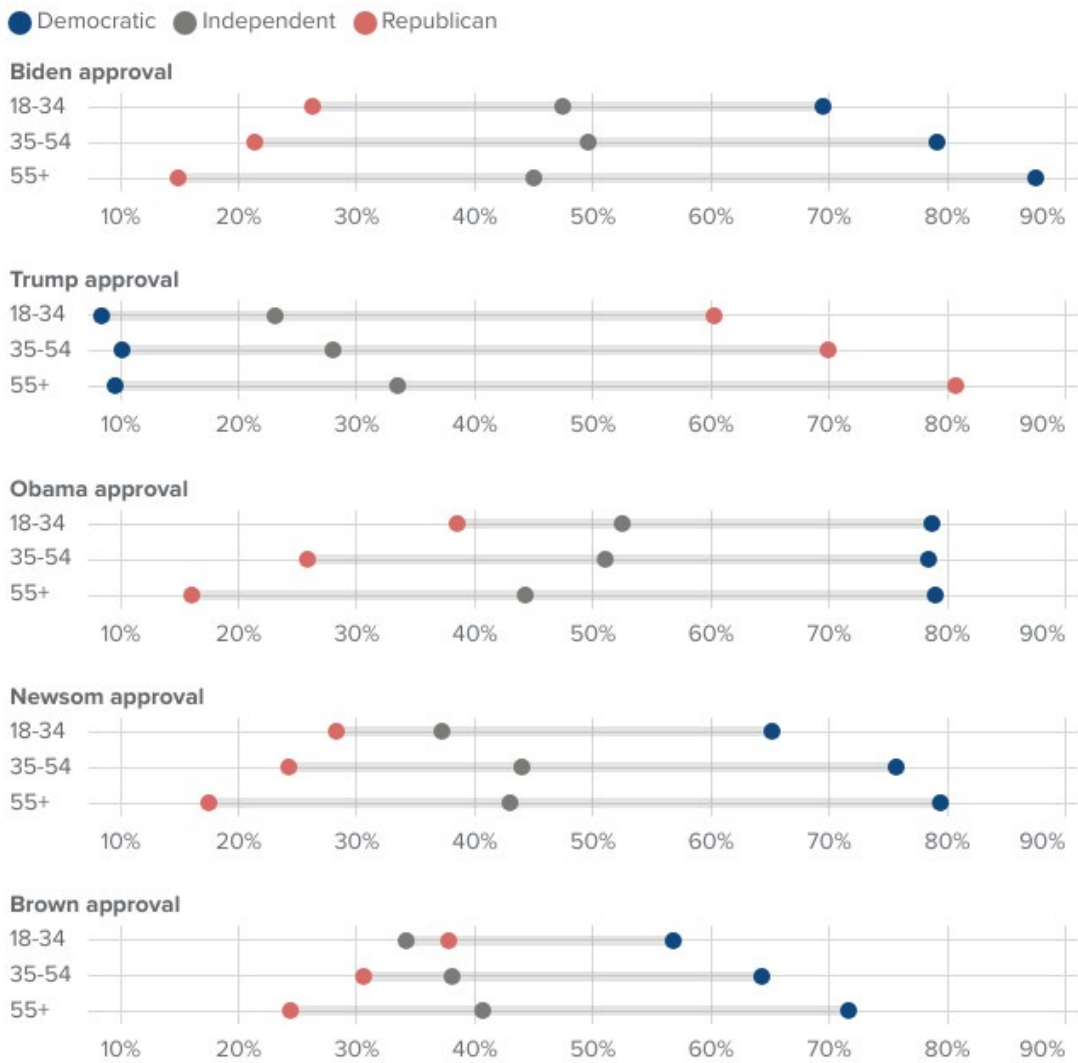 Democratic Independent Republican
Biden approval
18-34
35-54
55+
10% 20% 30% 40% 50% 60% 70% 80% 90%
Trump approval
18-34
35-54
55+
10% 20% 30% 40% 50% 60% 70% 80% 90%
Obama approval
18-34
35-54
55+
10% 20% 30% 40% 50% 60% 70% 80% 90%
Newsom approval
18-34
35-54
55+
10% 20% 30% 40% 50% 60% 70% 80% 90%
Brown approval
18-34
35-54
55+
10% 20% 30% 40% 50% 60% 70% 80% 90%